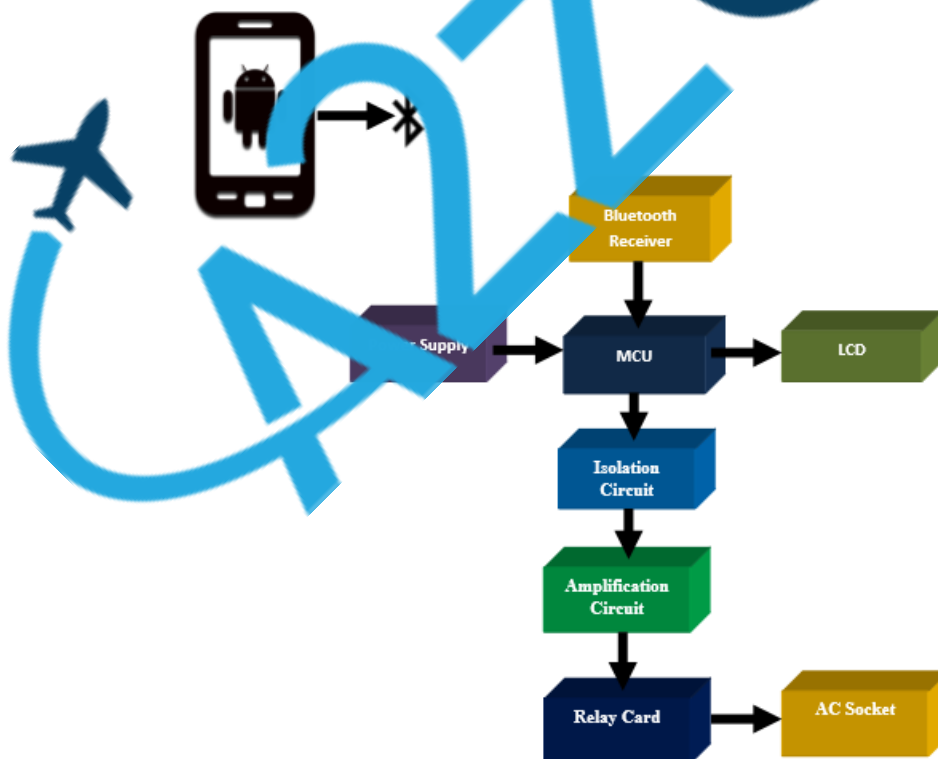 Bluetooth
Receiver
Supply
MCU
LCD
Isolation
Circuit
Amplification
Circuit
Relay Card
AC Socket